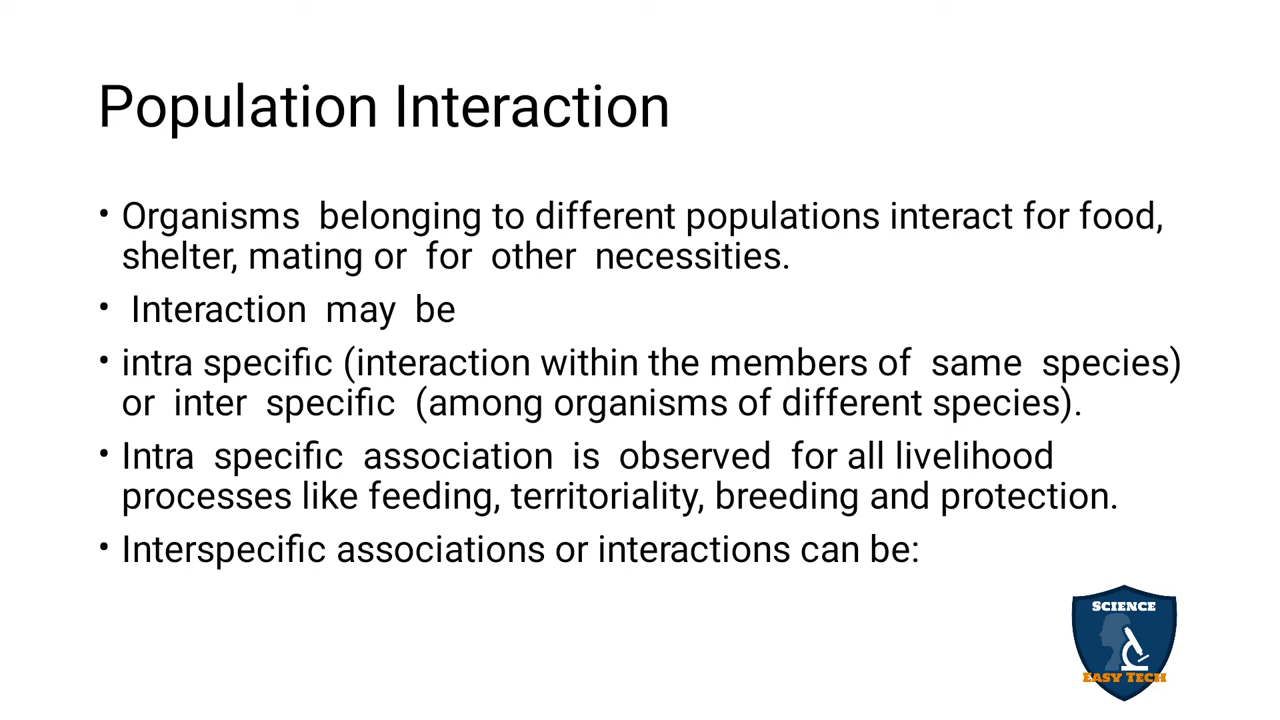 Population Interaction
• Organisms belonging to different populations interact for food,
shelter, mating or for other necessities.
• Interaction may be
• intra specific (interaction within the members of same species)
or inter specific (among organisms of different species).
• Intra specific association is observed for all livelihood
processes like feeding, territoriality, breeding and protection.
• Interspecific associations or interactions can be:
SCIENCE
EASY TECH